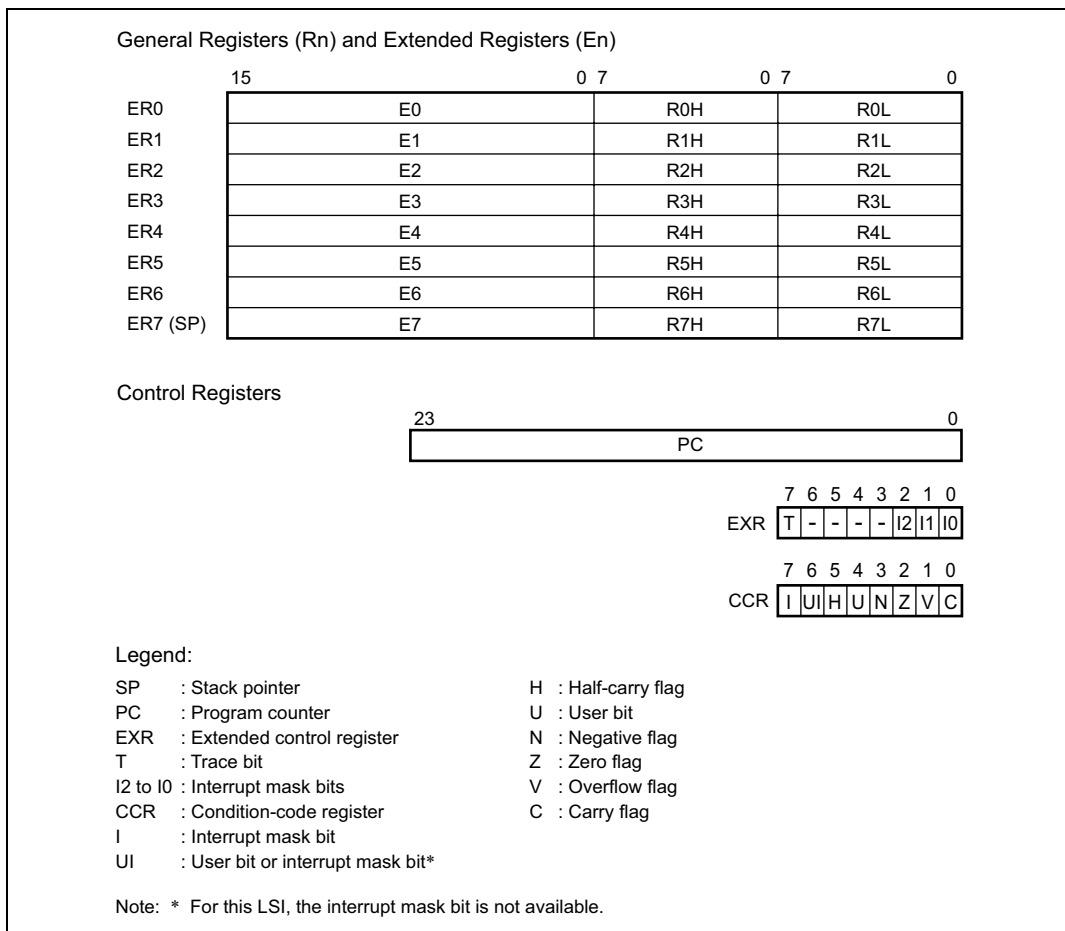 General Registers (Rn) and Extended Registers (En)
15 0 7 0 7 0
ER0 E0 R0H R0L
ER1 E1 R1H R1L
ER2 E2 R2H R2L
ER3 E3 R3H R3L
ER4 E4 R4H R4L
ER5 E5 R5H R5L
ER6 E6 R6H R6L
ER7 (SP) E7 R7H R7L
Control Registers
23 0
PC
7 6 5 4 3 2 1 0
EXR T - - - - I2 I1 I0
7 6 5 4 3 2 1 0
CCR I UI H U N Z V C
Legend:
SP : Stack pointer
PC : Program counter
EXR : Extended control register
T : Trace bit
I2 to I0 : Interrupt mask bits
CCR : Condition-code register
I : Interrupt mask bit
UI : User bit or interrupt mask bit*
H : Half-carry flag
U : User bit
N : Negative flag
Z : Zero flag
V : Overflow flag
C : Carry flag
Note: * For this LSI, the interrupt mask bit is not available.